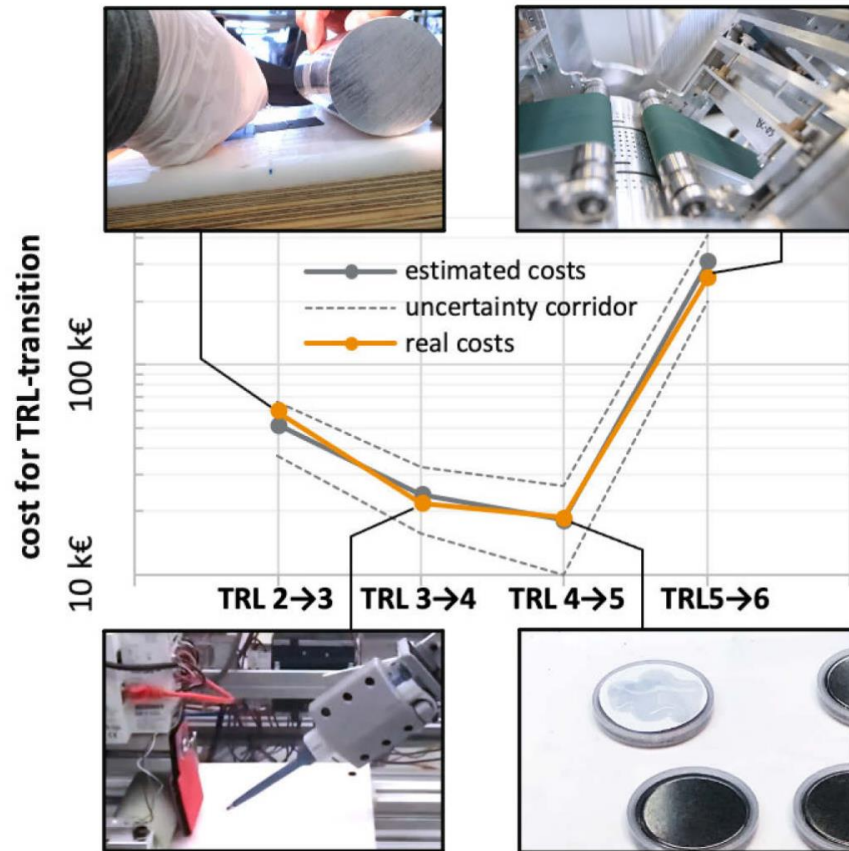 estimated costs
uncertainty corridor
real costs
cost for TRL-transition
100 k€
10 k€
TRL 2→3
TRL 3→4
TRL 4→5
TRL5→6